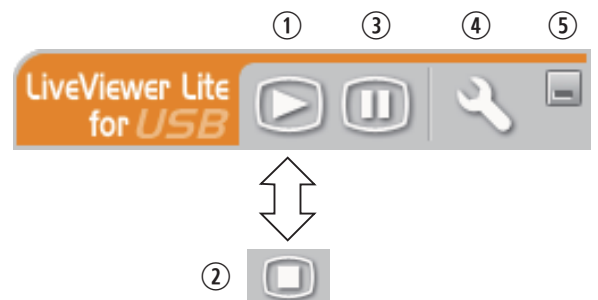 ① ③ ④ ⑤
LiveViewer Lite
for USB
②